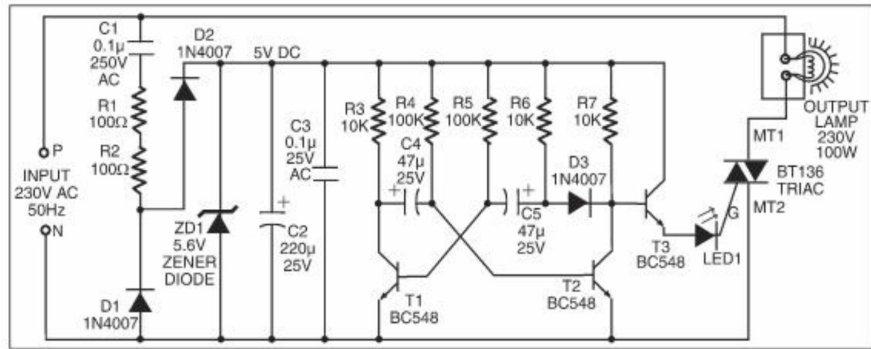 C1
0.1µ
250V
AC
D2
1N4007
R1
100Ω
R2
100Ω
P
INPUT
230V AC
50Hz
N
D1
1N4007
5V DC
ZD1
5.6V
ZENER
DIODE
C3
0.1µ
25V
AC
+
C2
220µ
25V
R3
10K
R4
100K
R5
100K
R6
10K
R7
10K
C4
47µ
25V
+
+
C5
47µ
25V
D3
1N4007
T1
BC548
T2
BC548
T3
BC548
LED1
G
MT1
MT2
BT136
TRIAC
OUTPUT
LAMP
230V
100W